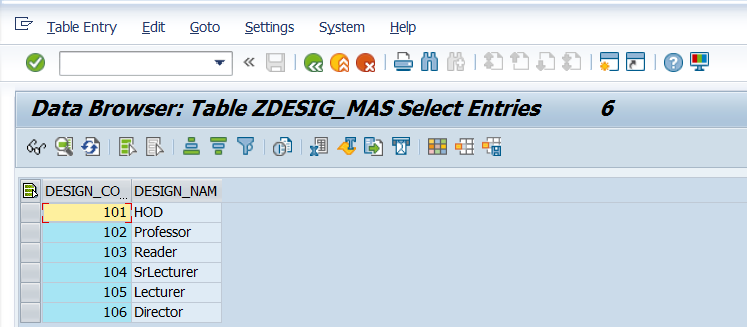 Table Entry Edit Goto Settings System Help
Data Browser: Table ZDESIG_MAS Select Entries 6
DESIGN_CO... DESIGN_NAM
101 HOD
102 Professor
103 Reader
104 SrLecturer
105 Lecturer
106 Director